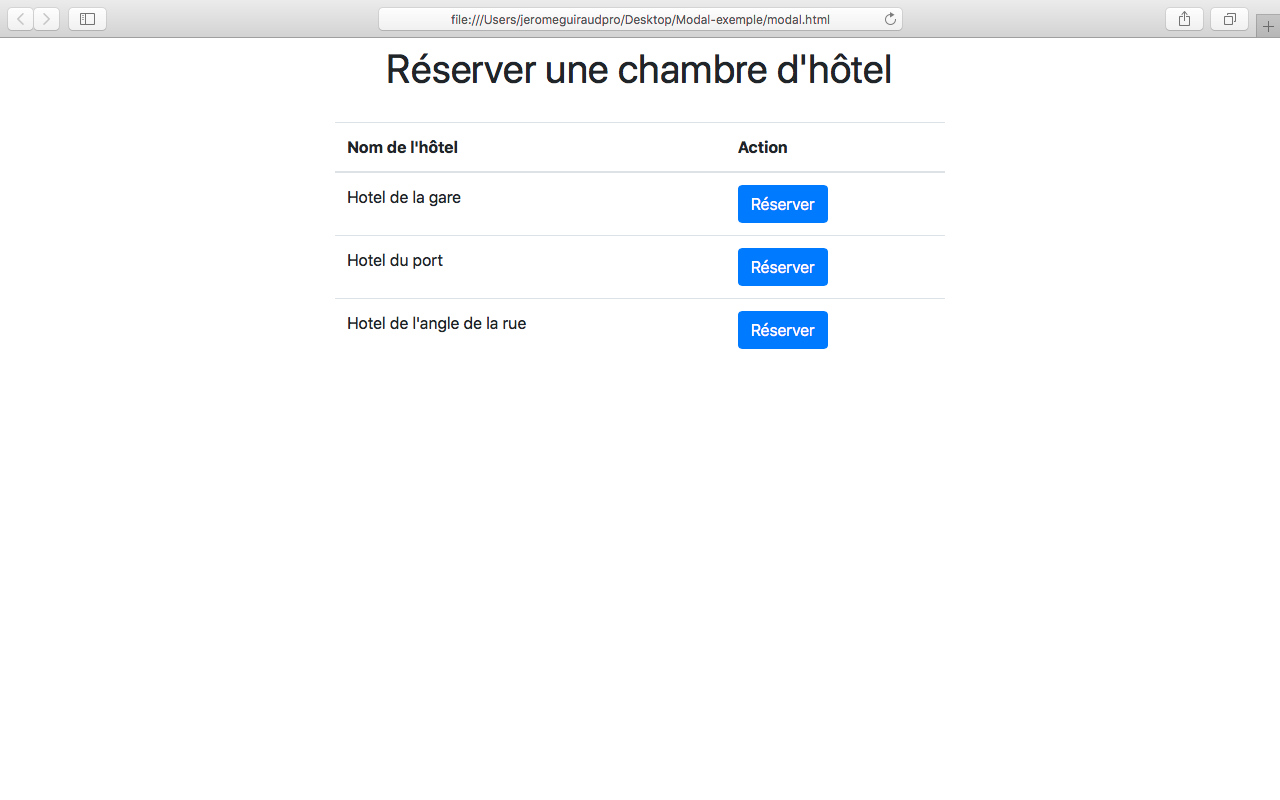 file:///Users/jeromeguiraudpro/Desktop/Modal-exemple/modal.html
Réserver une chambre d'hôtel
Nom de l'hôtel Action
Hotel de la gare Réserver
Hotel du port Réserver
Hotel de l'angle de la rue Réserver